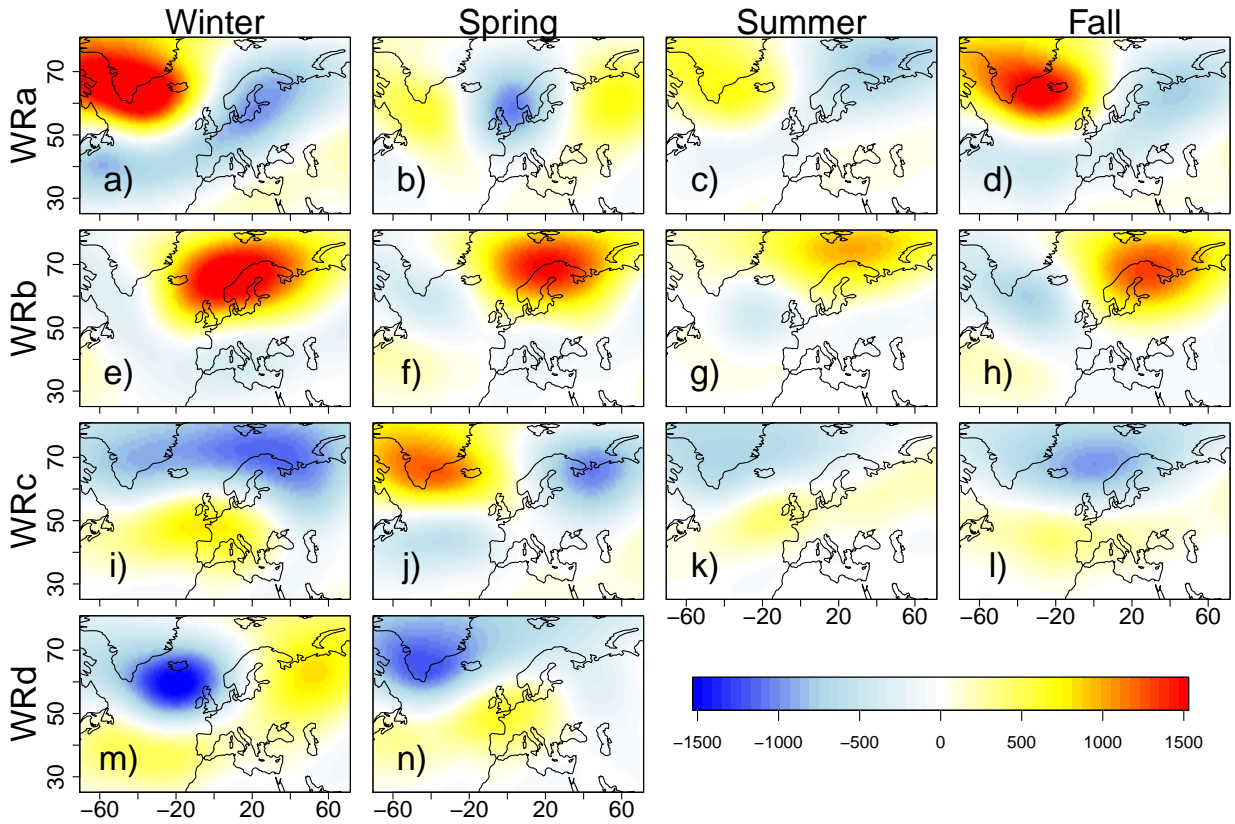 Winter Spring Summer Fall
WRa 70 50 30 a) b) c) d)
WRb 70 50 30 e) f) g) h)
WRc 70 50 30 i) j) k) l)
−60 −20 20 60 −60 −20 20 60
WRd 70 50 30 m) n)
−1500 −1000 −500 0 500 1000 1500
−60 −20 20 60 −60 −20 20 60